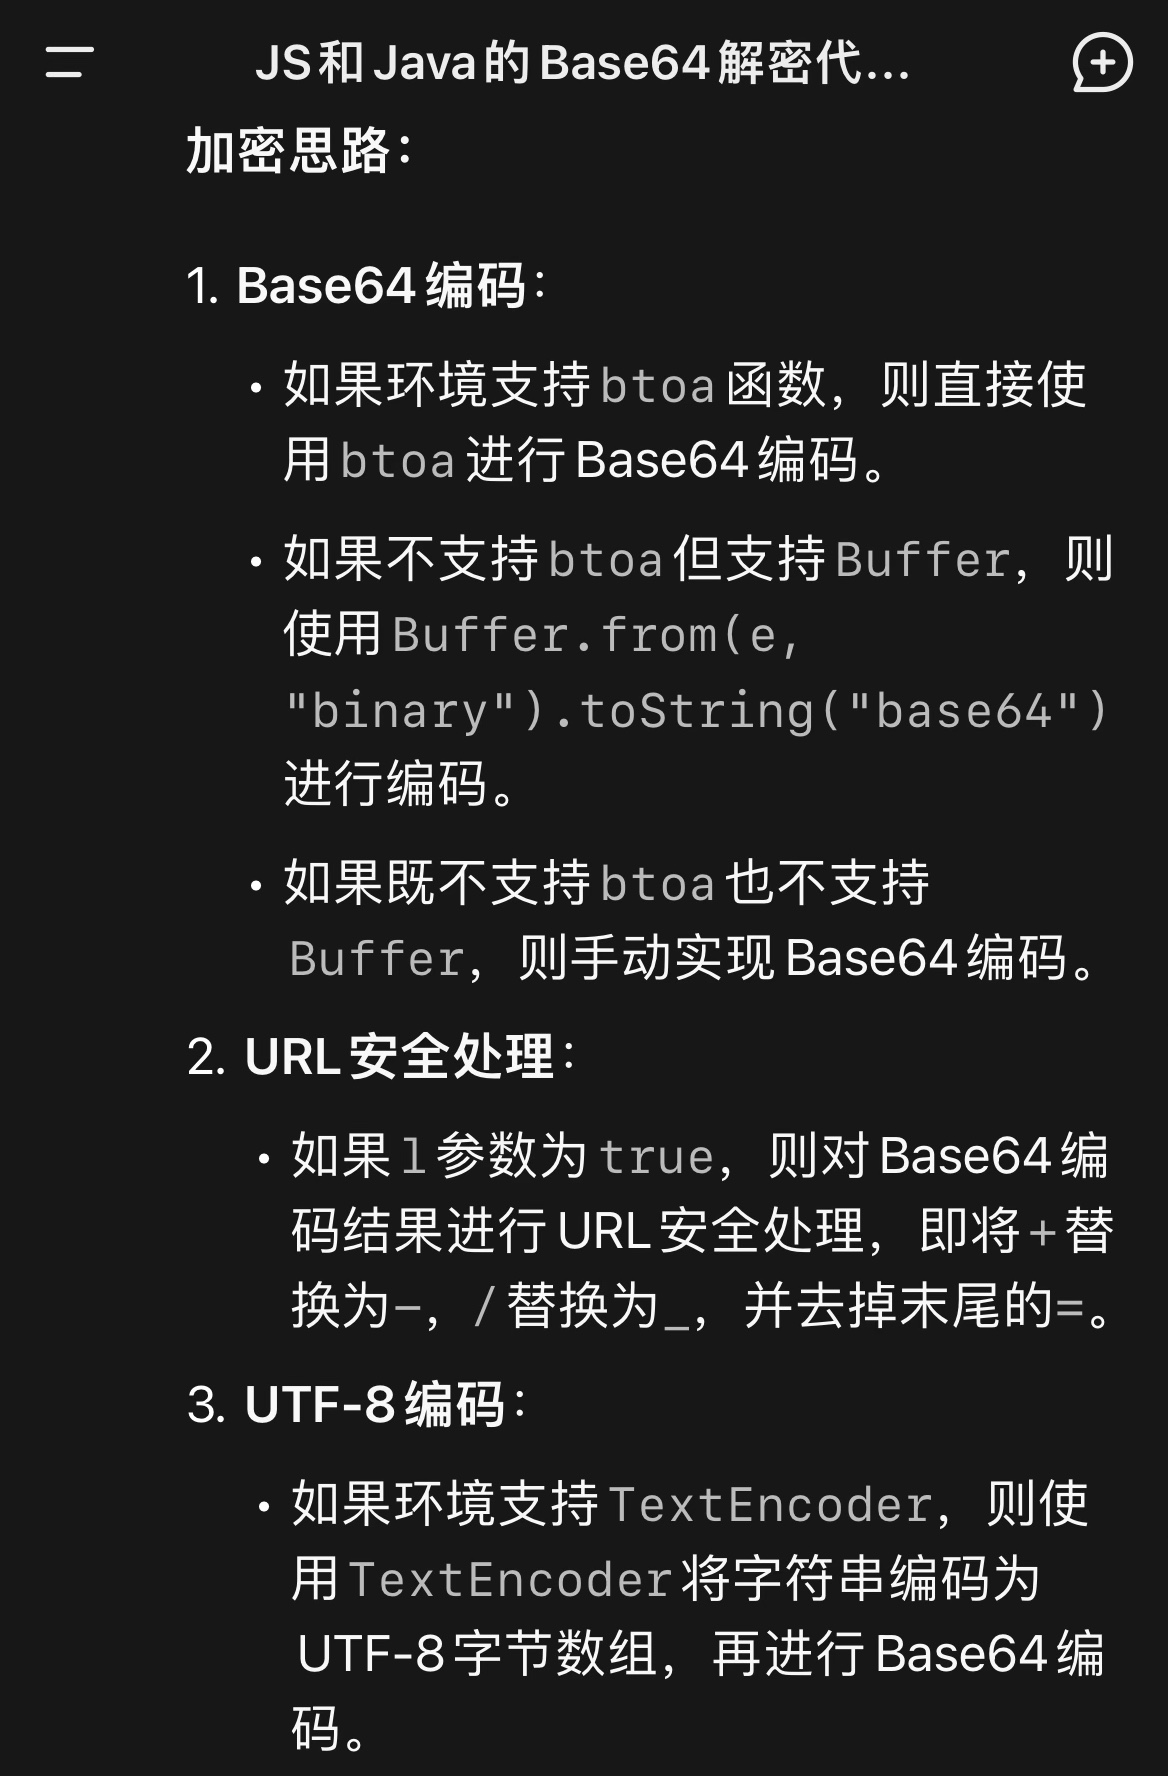 JS和Java的Base64解密代...
加密思路：
1. Base64编码：
• 如果环境支持btoa函数，则直接使
用btoa进行Base64编码。
• 如果不支持btoa但支持Buffer，则
使用Buffer.from(e,
"binary").toString("base64")
进行编码。
• 如果既不支持btoa也不支持
Buffer，则手动实现Base64编码。
2. URL安全处理：
• 如果l参数为true，则对Base64编
码结果进行URL安全处理，即将+替
换为-，/替换为_，并去掉末尾的=。
3. UTF-8编码：
• 如果环境支持TextEncoder，则使
用TextEncoder将字符串编码为
UTF-8字节数组，再进行Base64编
码。